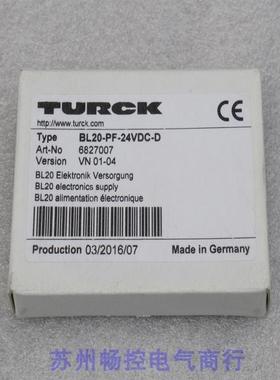 TURCK
http://www.turck.com
CE
Type BL20-PF-24VDC-D
Art-No 6827007
Version VN 01-04
BL20 Elektronik Versorgung
BL20 electronics supply
BL20 alimentation électronique
Production 03/2016/07 Made in Germany
苏州畅控电气商行